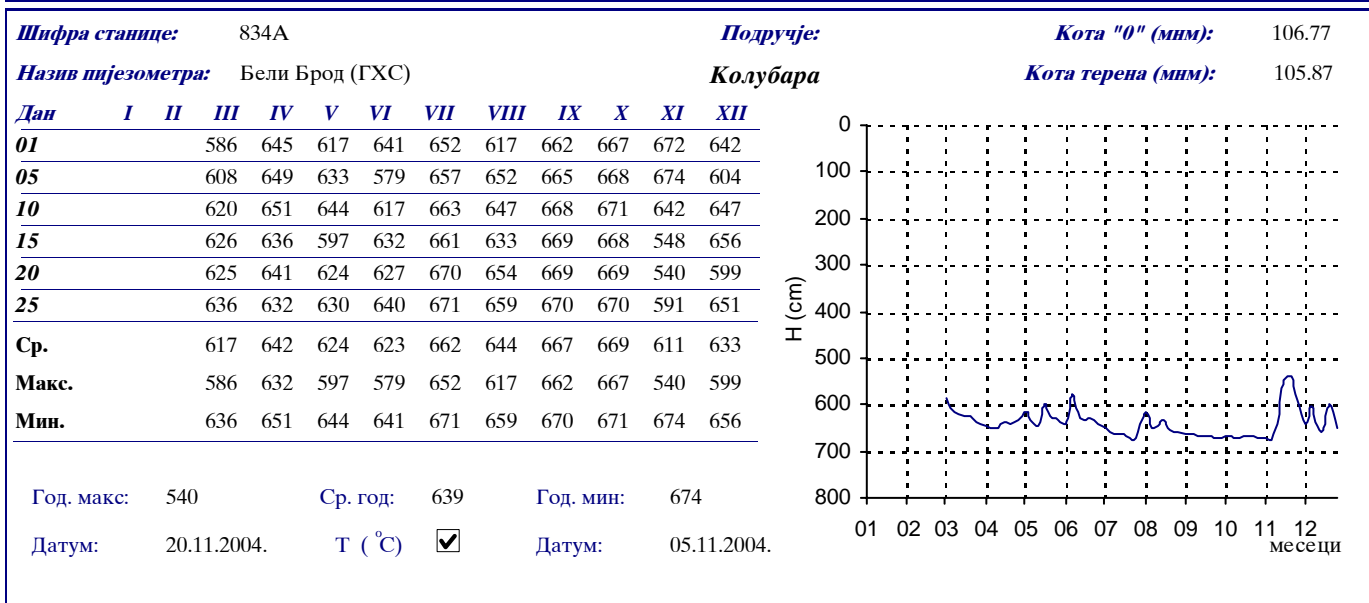 Шифра станице: 834А Подручје: Кота "0" (мнм): 106.77
Назив пијезометра: Бели Брод (ГХС) Колубара Кота терена (мнм): 105.87
Дан I II III IV V VI VII VIII IX X XI XII
01 586 645 617 641 652 617 662 667 672 642
05 608 649 633 579 657 652 665 668 674 604
10 620 651 644 617 663 647 668 671 642 647
15 626 636 597 632 661 633 669 668 548 656
20 625 641 624 627 670 654 669 669 540 599
25 636 632 630 640 671 659 670 670 591 651
Ср. 617 642 624 623 662 644 667 669 611 633
Макс. 586 632 597 579 652 617 662 667 540 599
Мин. 636 651 644 641 671 659 670 671 674 656
Год. макс: 540 Ср. год: 639 Год. мин: 674
Датум: 20.11.2004. Т ( °С) Датум: 05.11.2004.
H (cm)
0
100
200
300
400
500
600
700
800
01 02 03 04 05 06 07 08 09 10 11 12
месеци